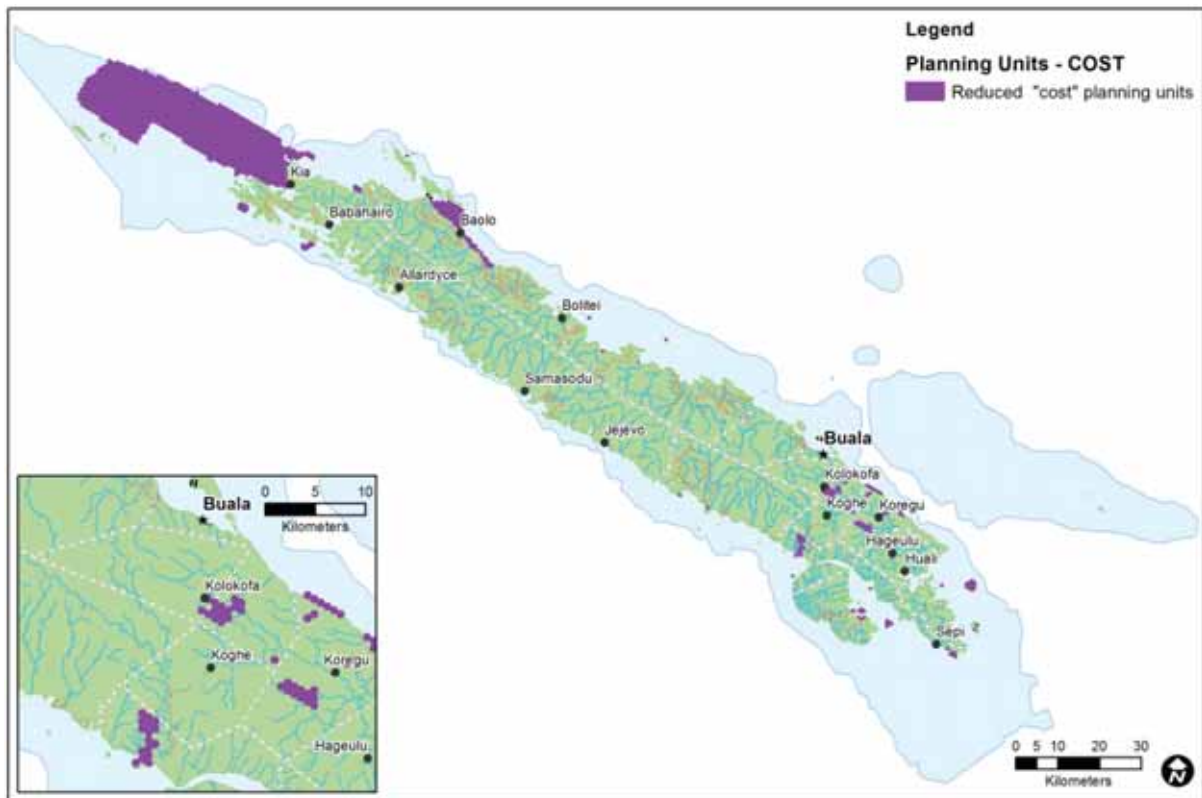 Legend
Planning Units - COST
Reduced "cost" planning units
Kia
Babahairo
Baolo
Allardyce
Bolitei
Samasodu
Jejevo
Buala
Kolokofa
Koghe
Koregu
Hageulu
Huali
Sepi
0 5 10 20 30
Kilometers
N
Buala
0 5 10
Kilometers
Kolokofa
Koghe
Koregu
Hageulu